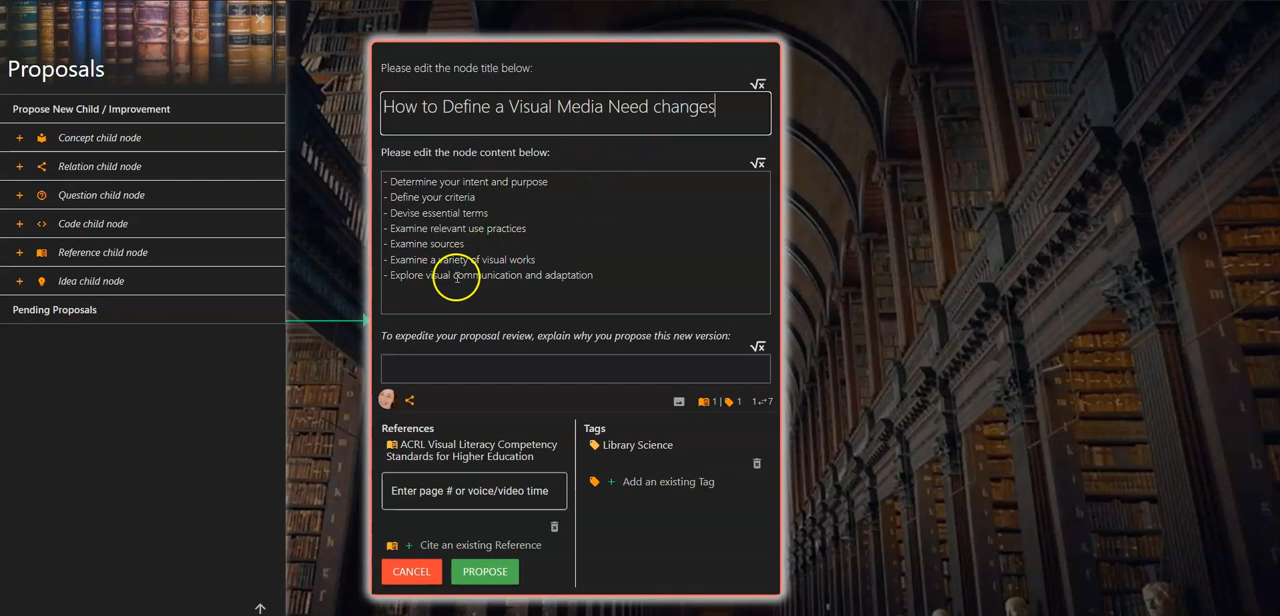 Proposals
Propose New Child / Improvement
+ Concept child node
+ Relation child node
+ Question child node
+ Code child node
+ Reference child node
+ Idea child node
Pending Proposals
Please edit the node title below:
√x
How to Define a Visual Media Need changes
Please edit the node content below:
√x
- Determine your intent and purpose
- Define your criteria
- Devise essential terms
- Examine relevant use practices
- Examine sources
- Examine a variety of visual works
- Explore visual communication and adaptation
To expedite your proposal review, explain why you propose this new version:
√x
1 | 1 1⇄7
References
ACRL Visual Literacy Competency
Standards for Higher Education
Enter page # or voice/video time
+ Cite an existing Reference
CANCEL PROPOSE
Tags
Library Science
+ Add an existing Tag